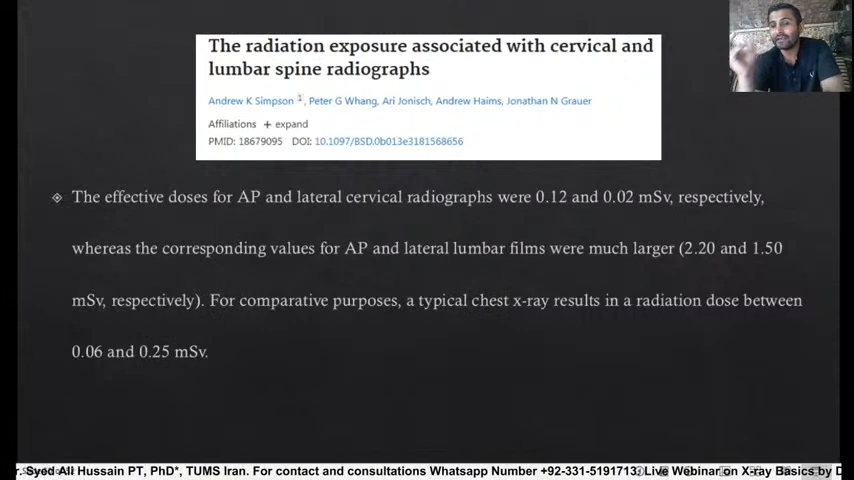 The radiation exposure associated with cervical and
lumbar spine radiographs
Andrew K Simpson 1, Peter G Whang, Ari Jonisch, Andrew Haims, Jonathan N Grauer
Affiliations + expand
PMID: 18679095 DOI: 10.1097/BSD.0b013e3181568656
The effective doses for AP and lateral cervical radiographs were 0.12 and 0.02 mSv, respectively,
whereas the corresponding values for AP and lateral lumbar films were much larger (2.20 and 1.50
mSv, respectively). For comparative purposes, a typical chest x-ray results in a radiation dose between
0.06 and 0.25 mSv.
r. Syed Ali Hussain PT, PhD*, TUMS Iran. For contact and consultations Whatsapp Number +92-331-5191713. Live Webinar on X-ray Basics by D